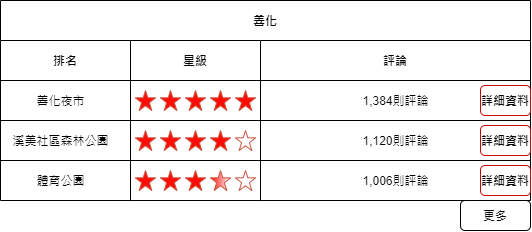 善化
排名 星級 評論
善化夜市 1,384則評論 詳細資料
溪美社區森林公園 1,120則評論 詳細資料
體育公園 1,006則評論 詳細資料
更多